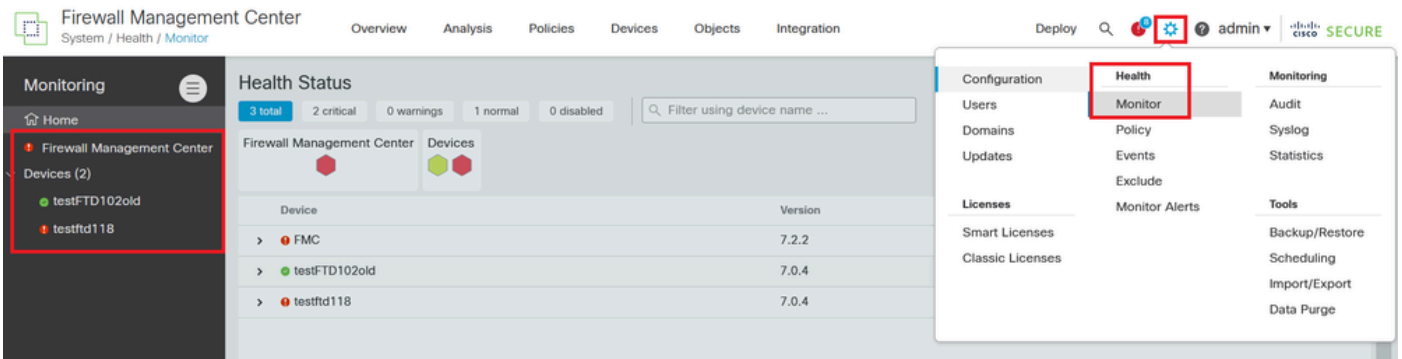 Firewall Management Center
System / Health / Monitor
Overview Analysis Policies Devices Objects Integration
Deploy admin
cisco SECURE
Monitoring
Home
Firewall Management Center
Devices (2)
testFTD102old
testftd118
Health Status
3 total 2 critical 0 warnings 1 normal 0 disabled
Filter using device name ...
Firewall Management Center Devices
Device Version
FMC 7.2.2
testFTD102old 7.0.4
testftd118 7.0.4
Configuration
Users
Domains
Updates
Licenses
Smart Licenses
Classic Licenses
Health
Monitor
Policy
Events
Exclude
Monitor Alerts
Monitoring
Audit
Syslog
Statistics
Tools
Backup/Restore
Scheduling
Import/Export
Data Purge